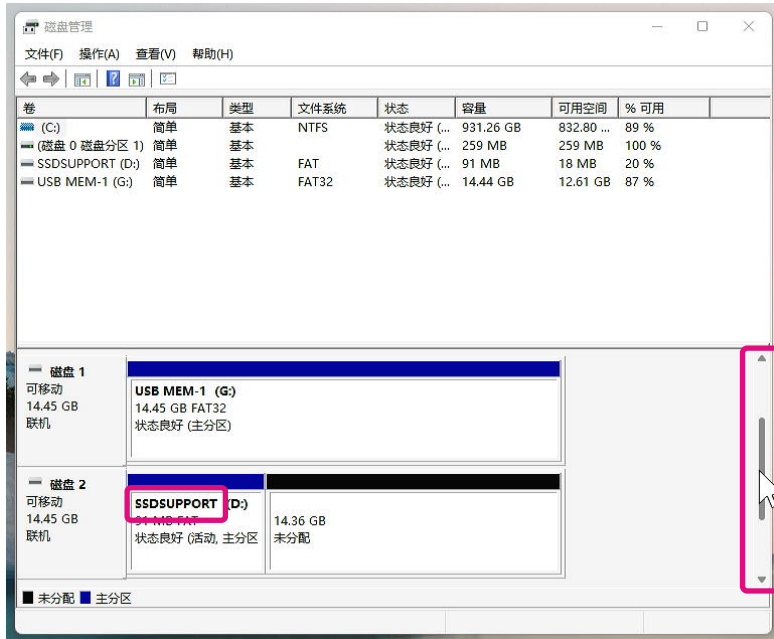 磁盘管理
文件(F) 操作(A) 查看(V) 帮助(H)
卷 布局 类型 文件系统 状态 容量 可用空间 % 可用
(C:) 简单 基本 NTFS 状态良好 (... 931.26 GB 832.80 ... 89 %
(磁盘 0 磁盘分区 1) 简单 基本 状态良好 (... 259 MB 259 MB 100 %
SSDSUPPORT (D:) 简单 基本 FAT 状态良好 (... 91 MB 18 MB 20 %
USB MEM-1 (G:) 简单 基本 FAT32 状态良好 (... 14.44 GB 12.61 GB 87 %
磁盘 1
可移动
14.45 GB
联机
USB MEM-1 (G:)
14.45 GB FAT32
状态良好 (主分区)
磁盘 2
可移动
14.45 GB
联机
SSDSUPPORT (D:)
91 MB FAT
状态良好 (活动, 主分区
14.36 GB
未分配
未分配 主分区